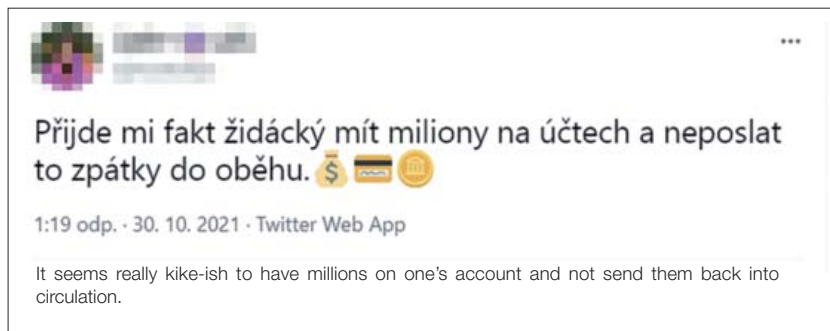 Přijde mi fakt židácký mít miliony na účtech a neposlat
to zpátky do oběhu.
1:19 odp. · 30. 10. 2021 · Twitter Web App
It seems really kike-ish to have millions on one's account and not send them back into
circulation.